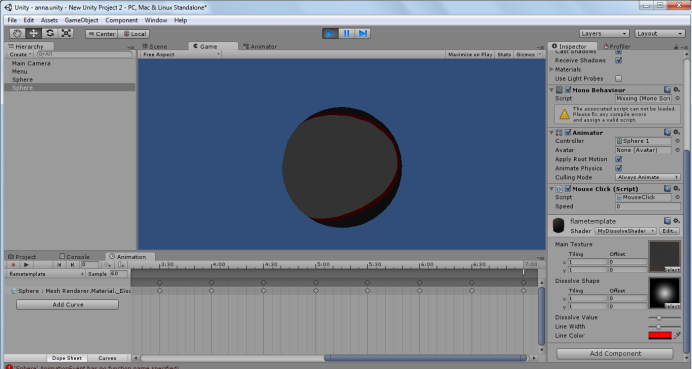 Unity - anna.unity - New Unity Project 2 - PC, Mac & Linux Standalone*
File Edit Assets GameObject Component Window Help
Center Local Layers Layout
Hierarchy
Create All
Main Camera
Menu
Sphere
Sphere
Scene Game Animator
Free Aspect Maximize on Play Stats Gizmos
Inspector Profiler
Cast Shadows
Receive Shadows
Materials
Use Light Probes
Mono Behaviour
Script Missing (Mono Scri
The associated script can not be loaded.
Please fix any compile errors
and assign a valid script.
Animator
Controller Sphere 1
Avatar None (Avatar)
Apply Root Motion
Animate Physics
Culling Mode Always Animate
Mouse Click (Script)
Script MouseClick
Speed 0
flametemplate
Shader MyDissolveShader Edit...
Main Texture
Tiling Offset
x 1 0
y 1 0
Select
Dissolve Shape
Tiling Offset
x 1 0
y 1 0
Select
Dissolve Value
Line Width
Line Color
Add Component
Project Console Animation
0 3:30 4:00 4:30 5:00 5:30 6:00 6:30 7:00
flametemplate Sample 60
Sphere : Mesh Renderer.Material._Diss
Add Curve
Dope Sheet Curves
'Sphere' AnimationEvent has no function name specified!